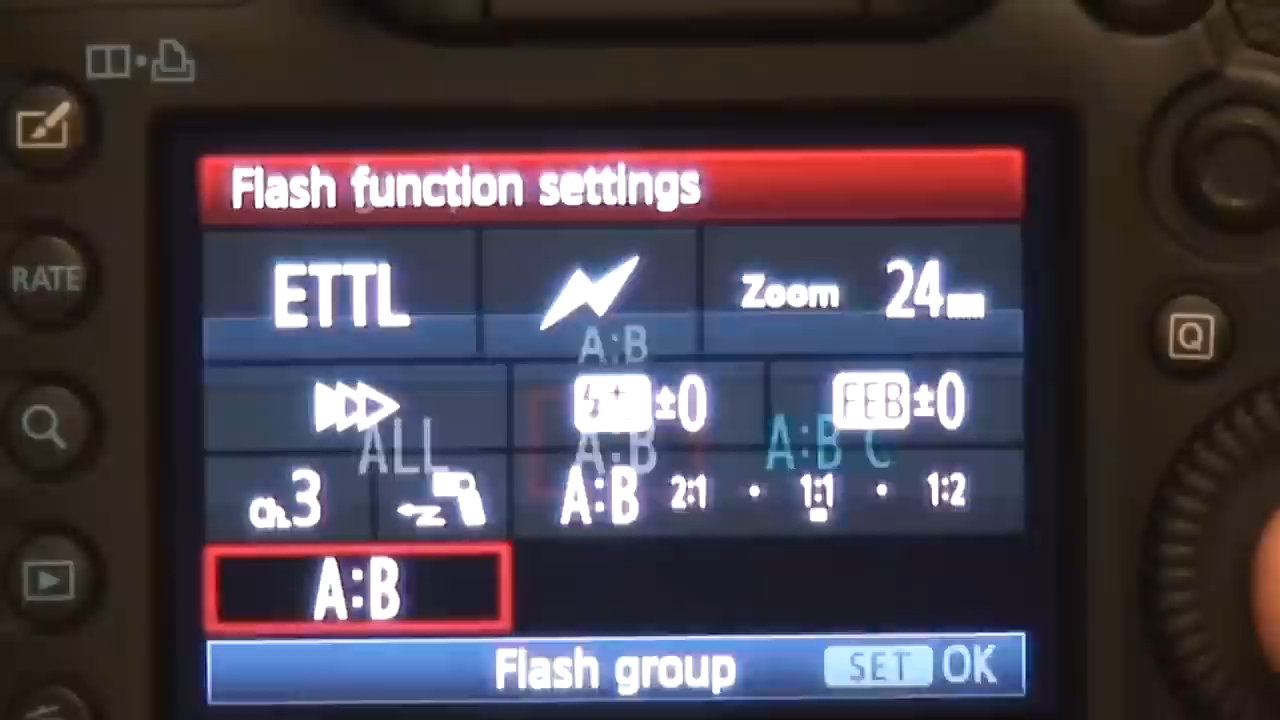 Flash function settings
ETTL Zoom 24mm
A:B
RATE
Q
±0 FEB±0
ALL A:B A:B C
Ch.3 A:B 2:1 · 1:1 · 1:2
A:B
Flash group SET OK